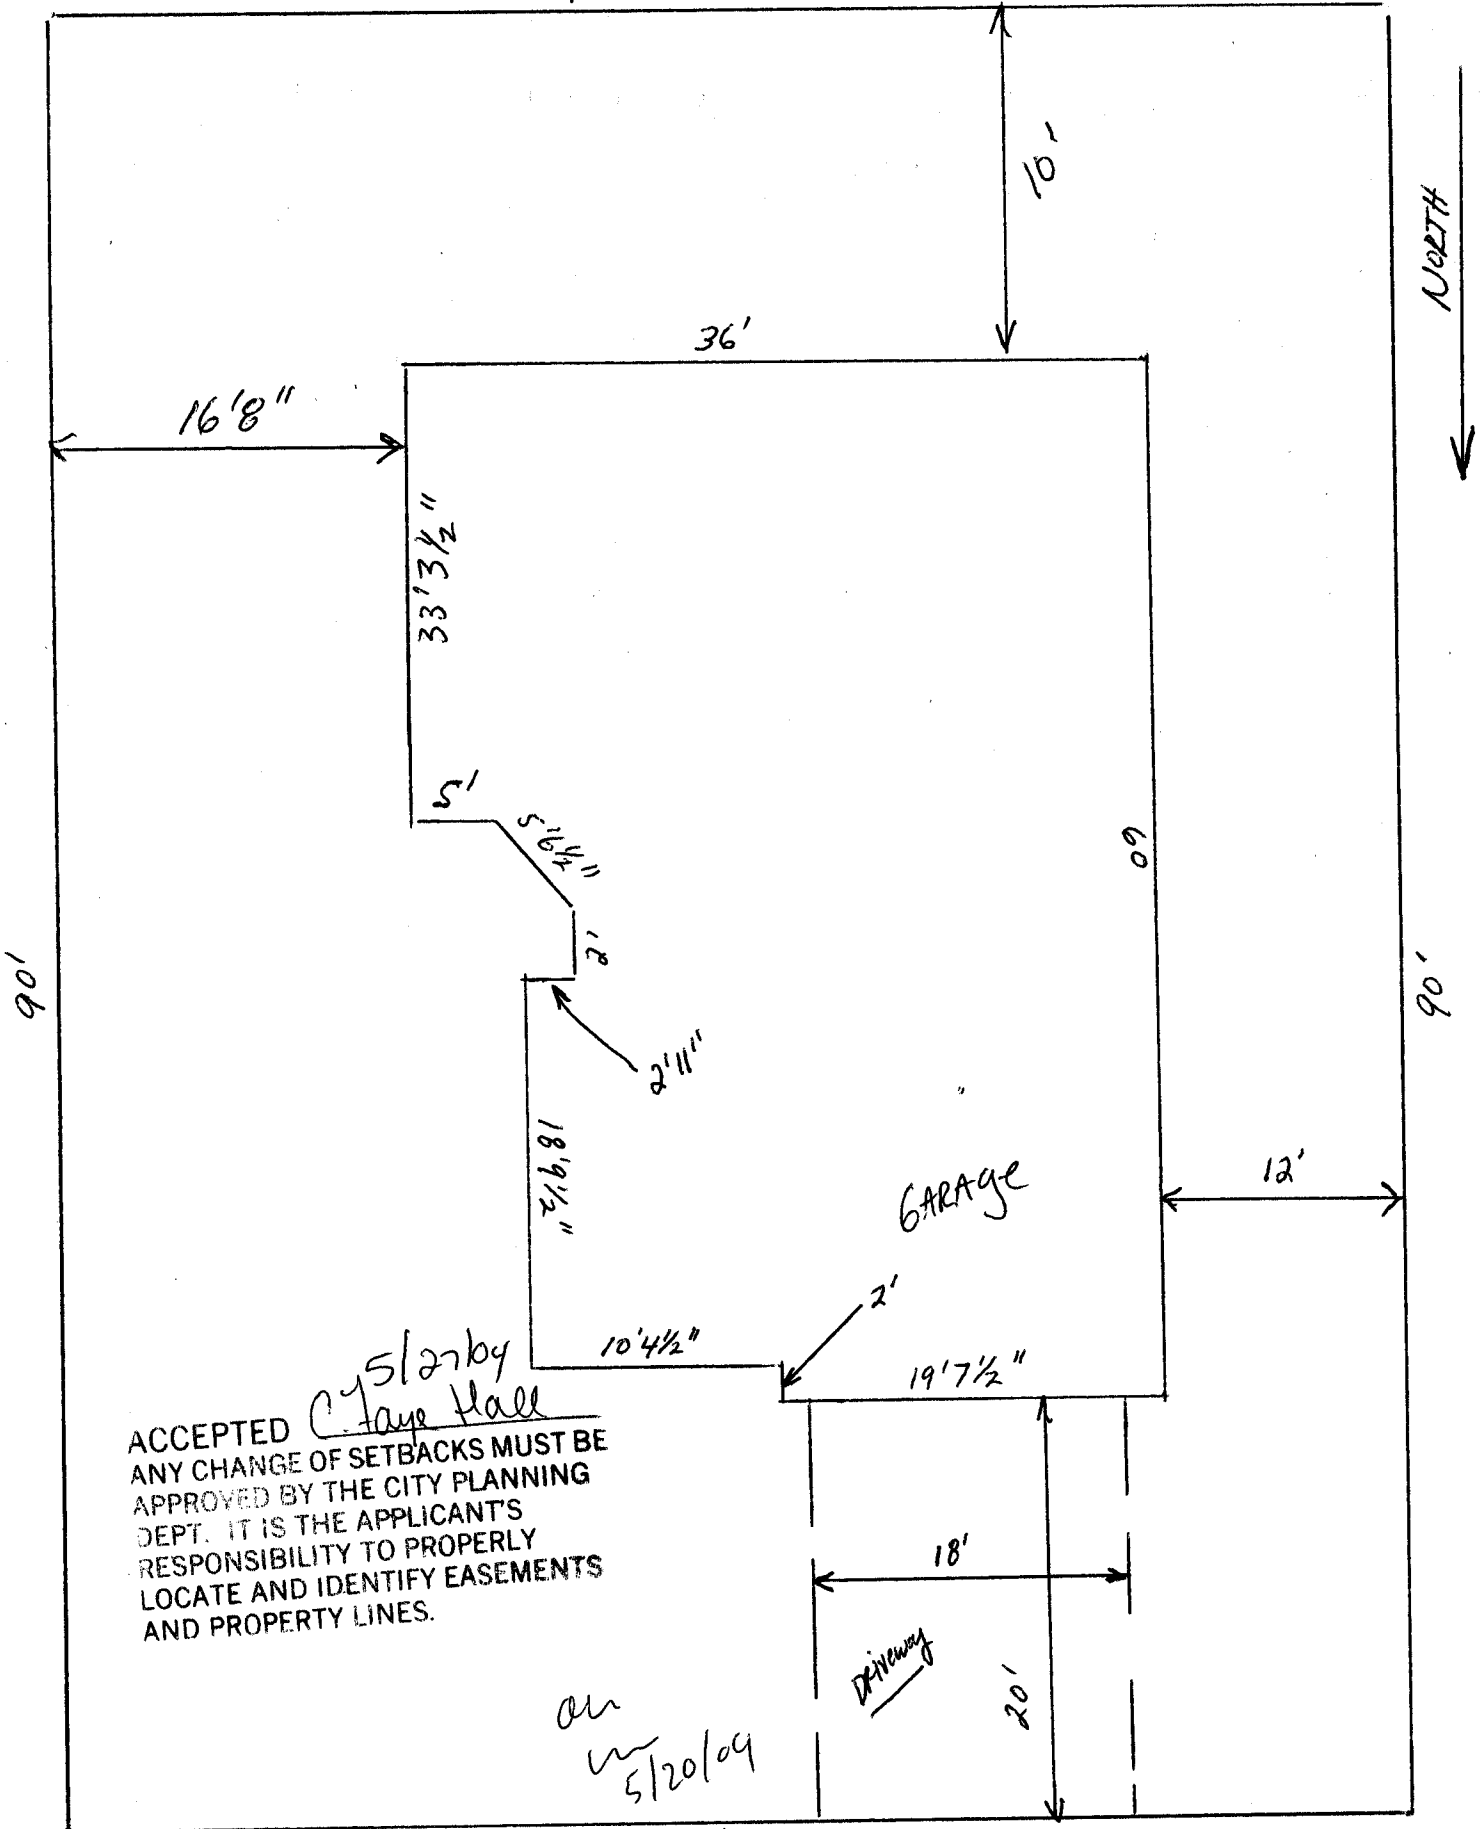 10'
NORTH
36'
16'8"
33'3½"
5'
5'6½"
60
2'
90'
90'
2'11"
18'9½"
12'
GARAge
2'
10'4½"
19'7½"
5/27/04
ACCEPTED C. Faye Hall
ANY CHANGE OF SETBACKS MUST BE
APPROVED BY THE CITY PLANNING
DEPT. IT IS THE APPLICANT'S
RESPONSIBILITY TO PROPERLY
LOCATE AND IDENTIFY EASEMENTS
AND PROPERTY LINES.
18'
Driveway
20'
5/20/04